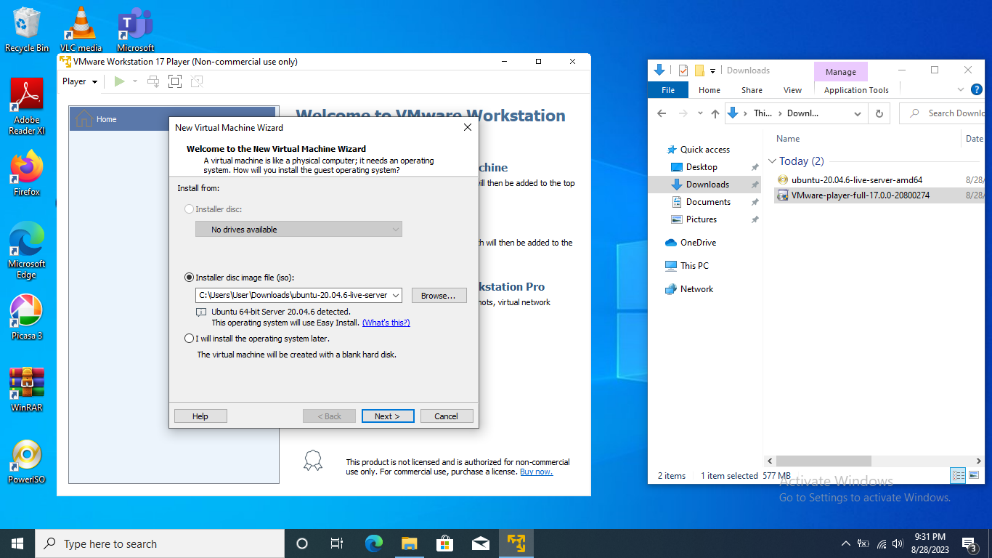 Recycle Bin
VLC media
Microsoft
Adobe
Reader XI
Firefox
Microsoft
Edge
Picasa 3
WinRAR
PowerISO
VMware Workstation 17 Player (Non-commercial use only)
Player
Home
Welcome to VMware Workstation
chine
ll then be added to the top
ch will then be added to the
kstation Pro
hots, virtual network
This product is not licensed and is authorized for non-commercial
use only. For commercial use, purchase a license. Buy now.
New Virtual Machine Wizard
Welcome to the New Virtual Machine Wizard
A virtual machine is like a physical computer; it needs an operating
system. How will you install the guest operating system?
Install from:
Installer disc:
No drives available
Installer disc image file (iso):
C:\Users\User\Downloads\ubuntu-20.04.6-live-server
Browse...
Ubuntu 64-bit Server 20.04.6 detected.
This operating system will use Easy Install. (What's this?)
I will install the operating system later.
The virtual machine will be created with a blank hard disk.
Help
< Back
Next >
Cancel
Downloads
Manage
File
Home
Share
View
Application Tools
Thi...
Downl...
Search Downlo
Name
Date
Quick access
Desktop
Downloads
Documents
Pictures
OneDrive
This PC
Network
Today (2)
ubuntu-20.04.6-live-server-amd64
8/28/
VMware-player-full-17.0.0-20800274
8/28/
2 items
1 item selected 577 MB
Activate Windows
Go to Settings to activate Windows.
Type here to search
9:31 PM
8/28/2023
3